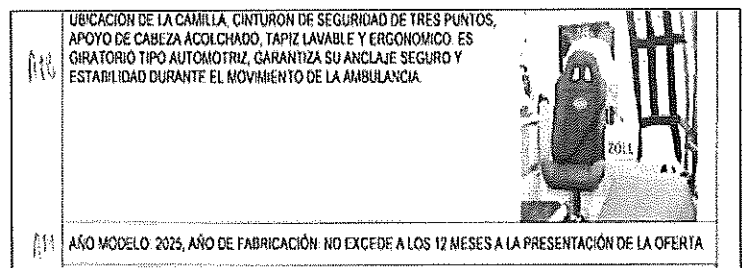 UBICACIÓN DE LA CAMILLA, CINTURON DE SEGURIDAD DE TRES PUNTOS,
APOYO DE CABEZA ACOLCHADO, TAPIZ LAVABLE Y ERGONOMICO. ES
A10 GIRATORIO TIPO AUTOMOTRIZ, GARANTIZA SU ANCLAJE SEGURO Y
ESTABILIDAD DURANTE EL MOVIMIENTO DE LA AMBULANCIA.
ZOLL
A11 AÑO MODELO: 2025, AÑO DE FABRICACIÓN: NO EXCEDE A LOS 12 MESES A LA PRESENTACIÓN DE LA OFERTA